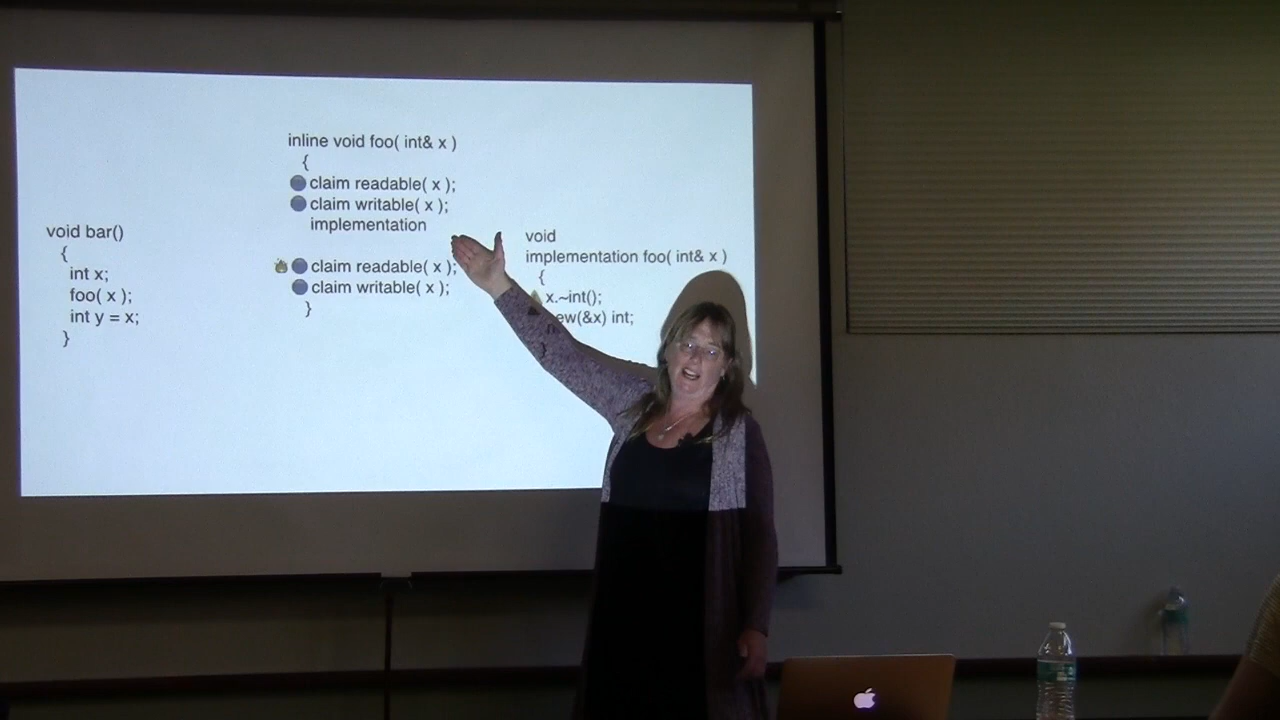 inline void foo( int& x )
{
claim readable( x );
claim writable( x );
implementation
claim readable( x );
claim writable( x );
}
void bar()
{
int x;
foo( x );
int y = x;
}
void
implementation foo( int& x )
{
x.~int();
new(&x) int;
}